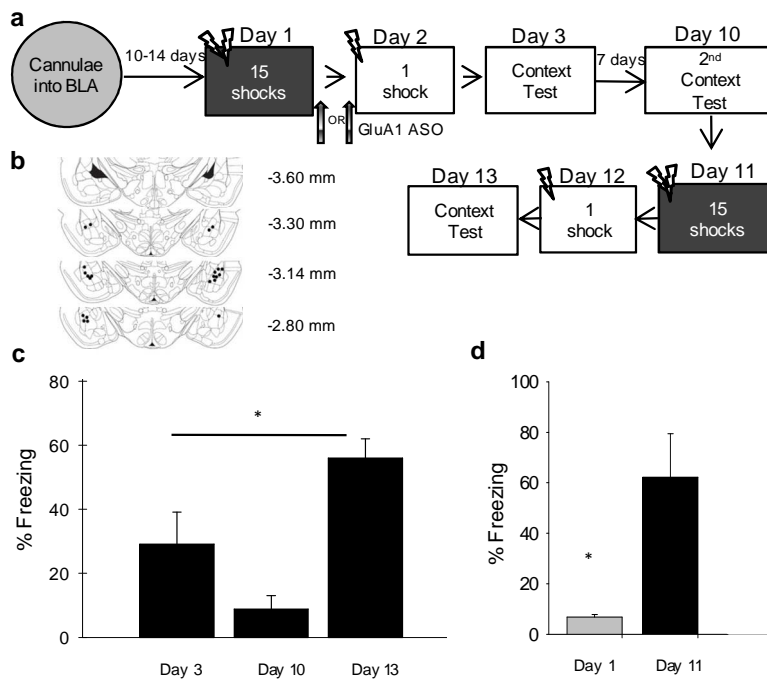 a
Cannulae
into BLA
10-14 days
Day 1
15
shocks
OR
GluA1 ASO
Day 2
1
shock
Day 3
Context
Test
7 days
Day 10
2nd
Context
Test
Day 11
15
shocks
Day 12
1
shock
Day 13
Context
Test
b
-3.60 mm
-3.30 mm
-3.14 mm
-2.80 mm
c
% Freezing
80
60
40
20
0
*
Day 3 Day 10 Day 13
d
% Freezing
100
80
60
40
20
0
*
Day 1 Day 11